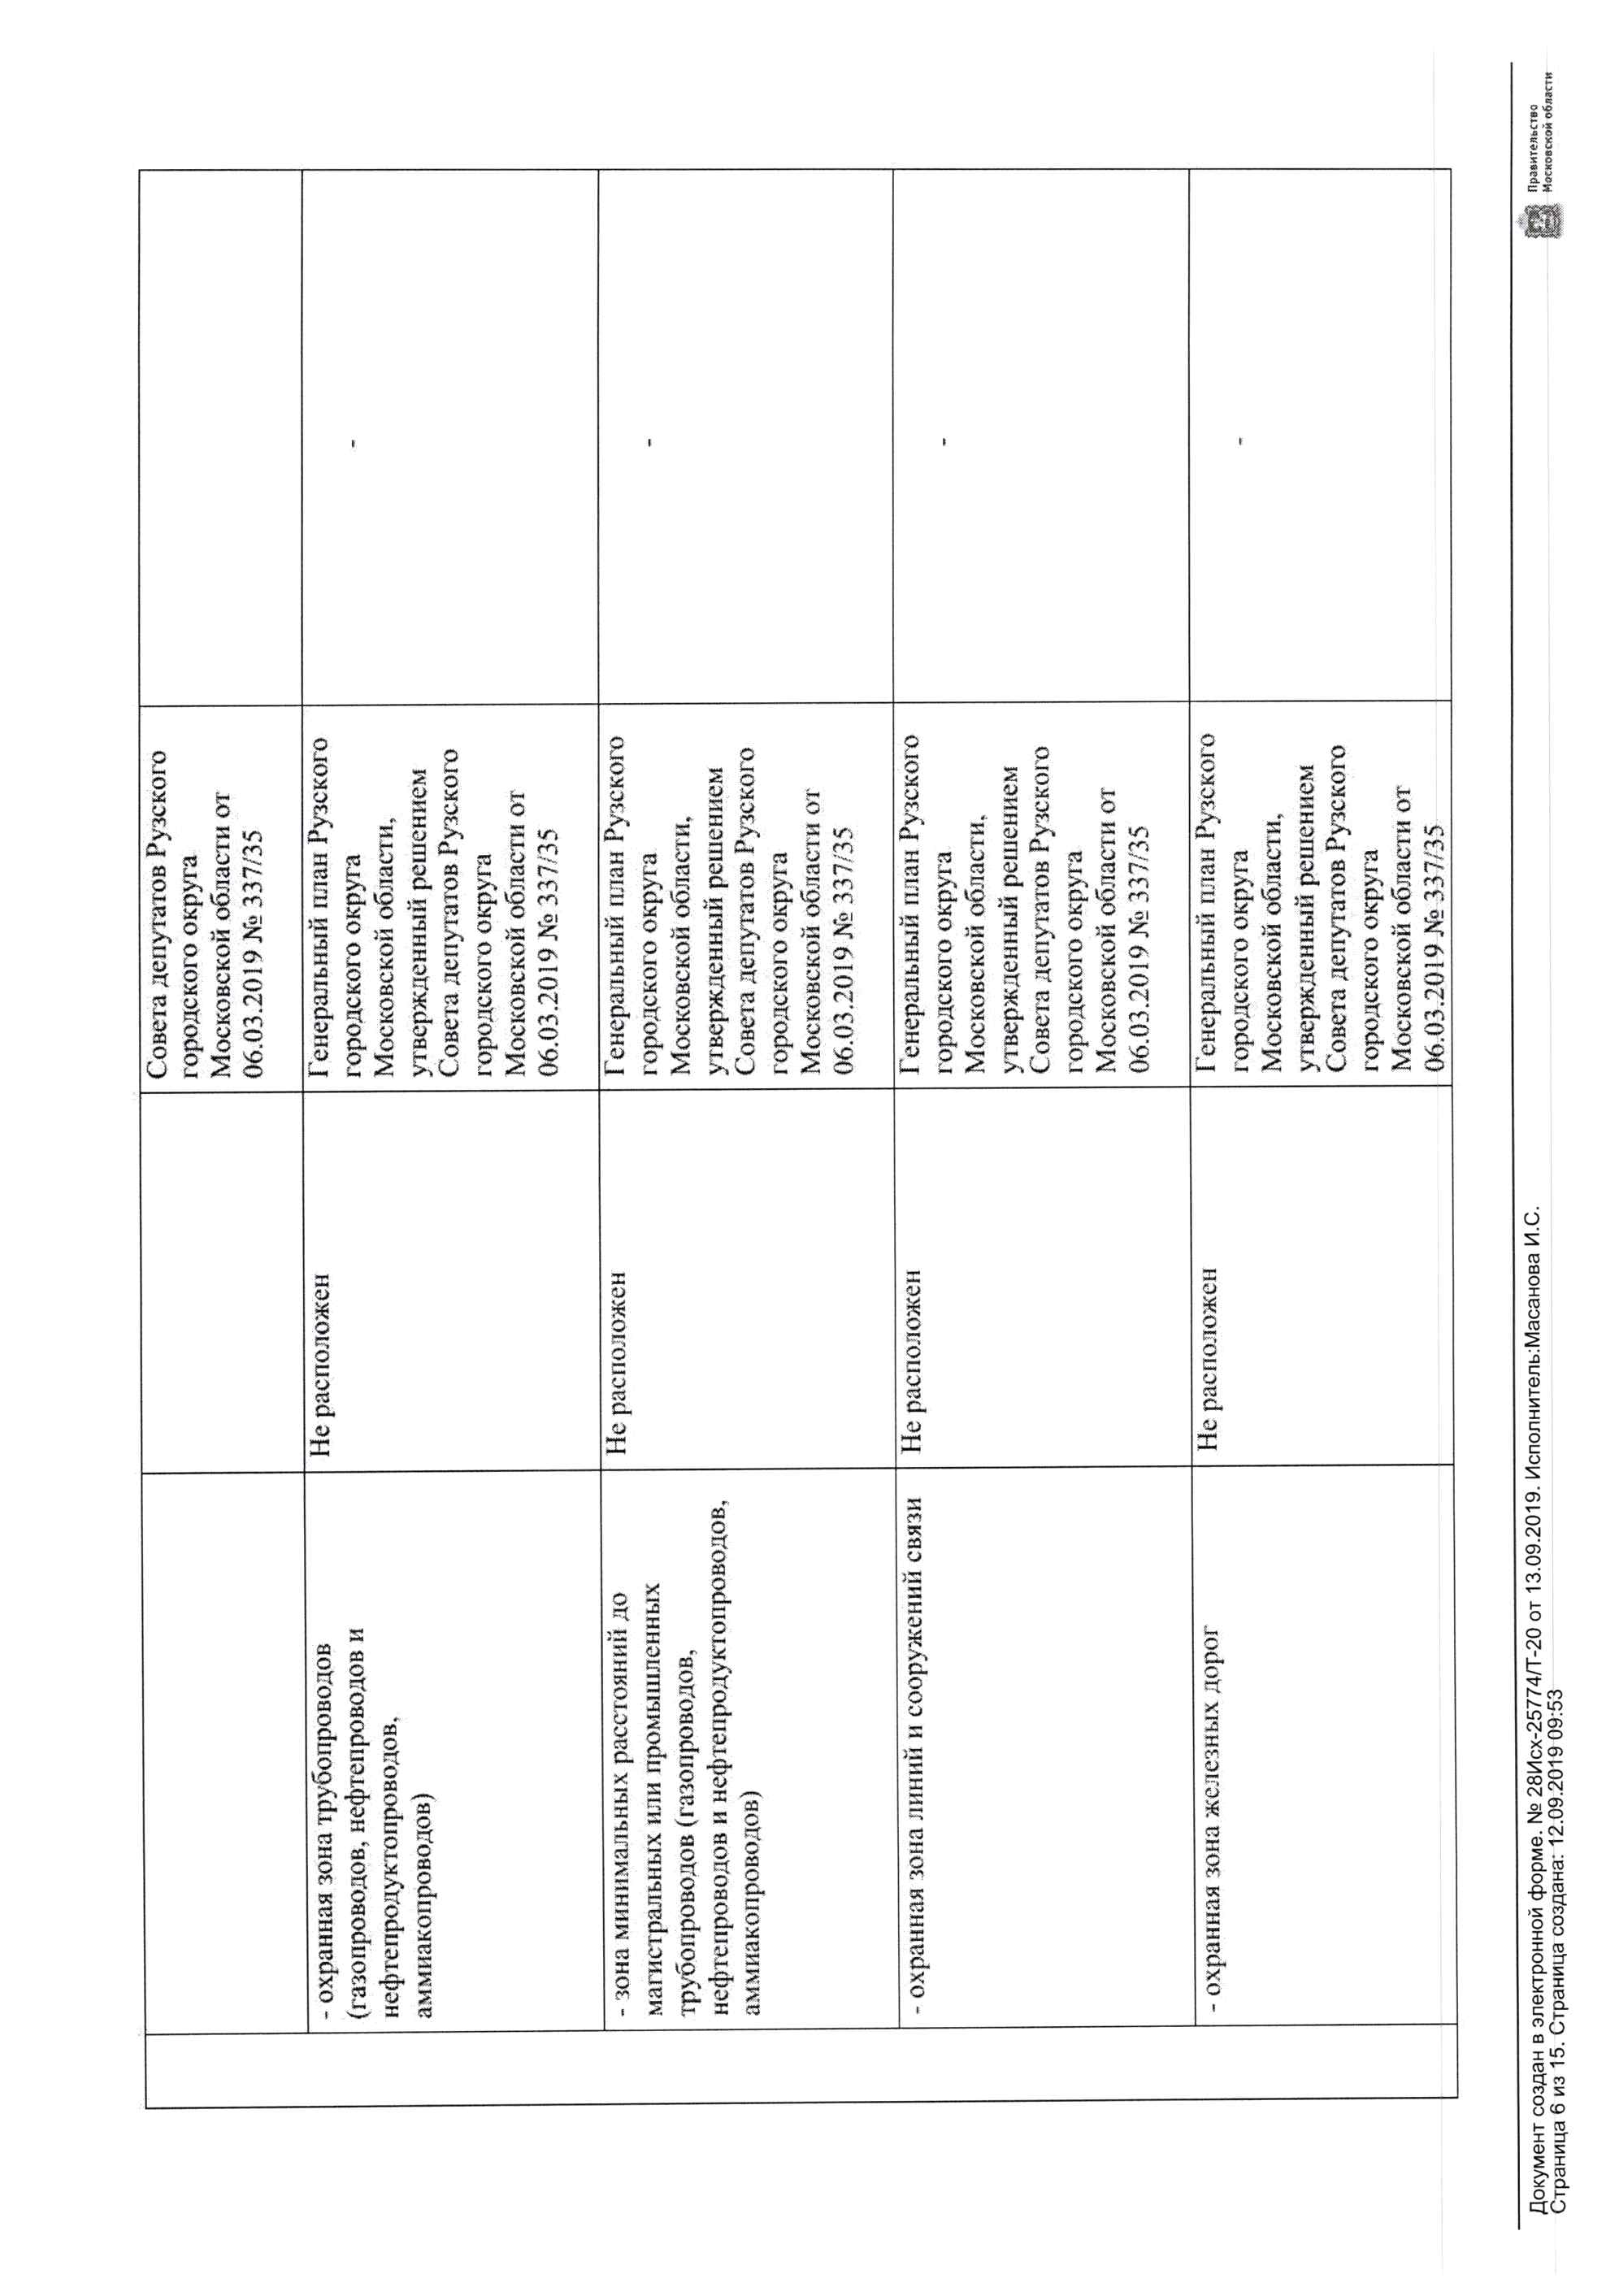 Совета депутатов Рузского
городского округа
Московской области от
06.03.2019 № 337/35
- охранная зона трубопроводов
(газопроводов, нефтепроводов и
нефтепродуктопроводов,
аммиакопроводов)
Не расположен
Генеральный план Рузского
городского округа
Московской области,
утвержденный решением
Совета депутатов Рузского
городского округа
Московской области от
06.03.2019 № 337/35
-
- зона минимальных расстояний до
магистральных или промышленных
трубопроводов (газопроводов,
нефтепроводов и нефтепродуктопроводов,
аммиакопроводов)
Не расположен
Генеральный план Рузского
городского округа
Московской области,
утвержденный решением
Совета депутатов Рузского
городского округа
Московской области от
06.03.2019 № 337/35
-
- охранная зона линий и сооружений связи
Не расположен
Генеральный план Рузского
городского округа
Московской области,
утвержденный решением
Совета депутатов Рузского
городского округа
Московской области от
06.03.2019 № 337/35
-
- охранная зона железных дорог
Не расположен
Генеральный план Рузского
городского округа
Московской области,
утвержденный решением
Совета депутатов Рузского
городского округа
Московской области от
06.03.2019 № 337/35
-
Документ создан в электронной форме. № 28Исх-25774/Т-20 от 13.09.2019. Исполнитель:Масанова И.С.
Страница 6 из 15. Страница создана: 12.09.2019 09:53
Правительство
Московской области